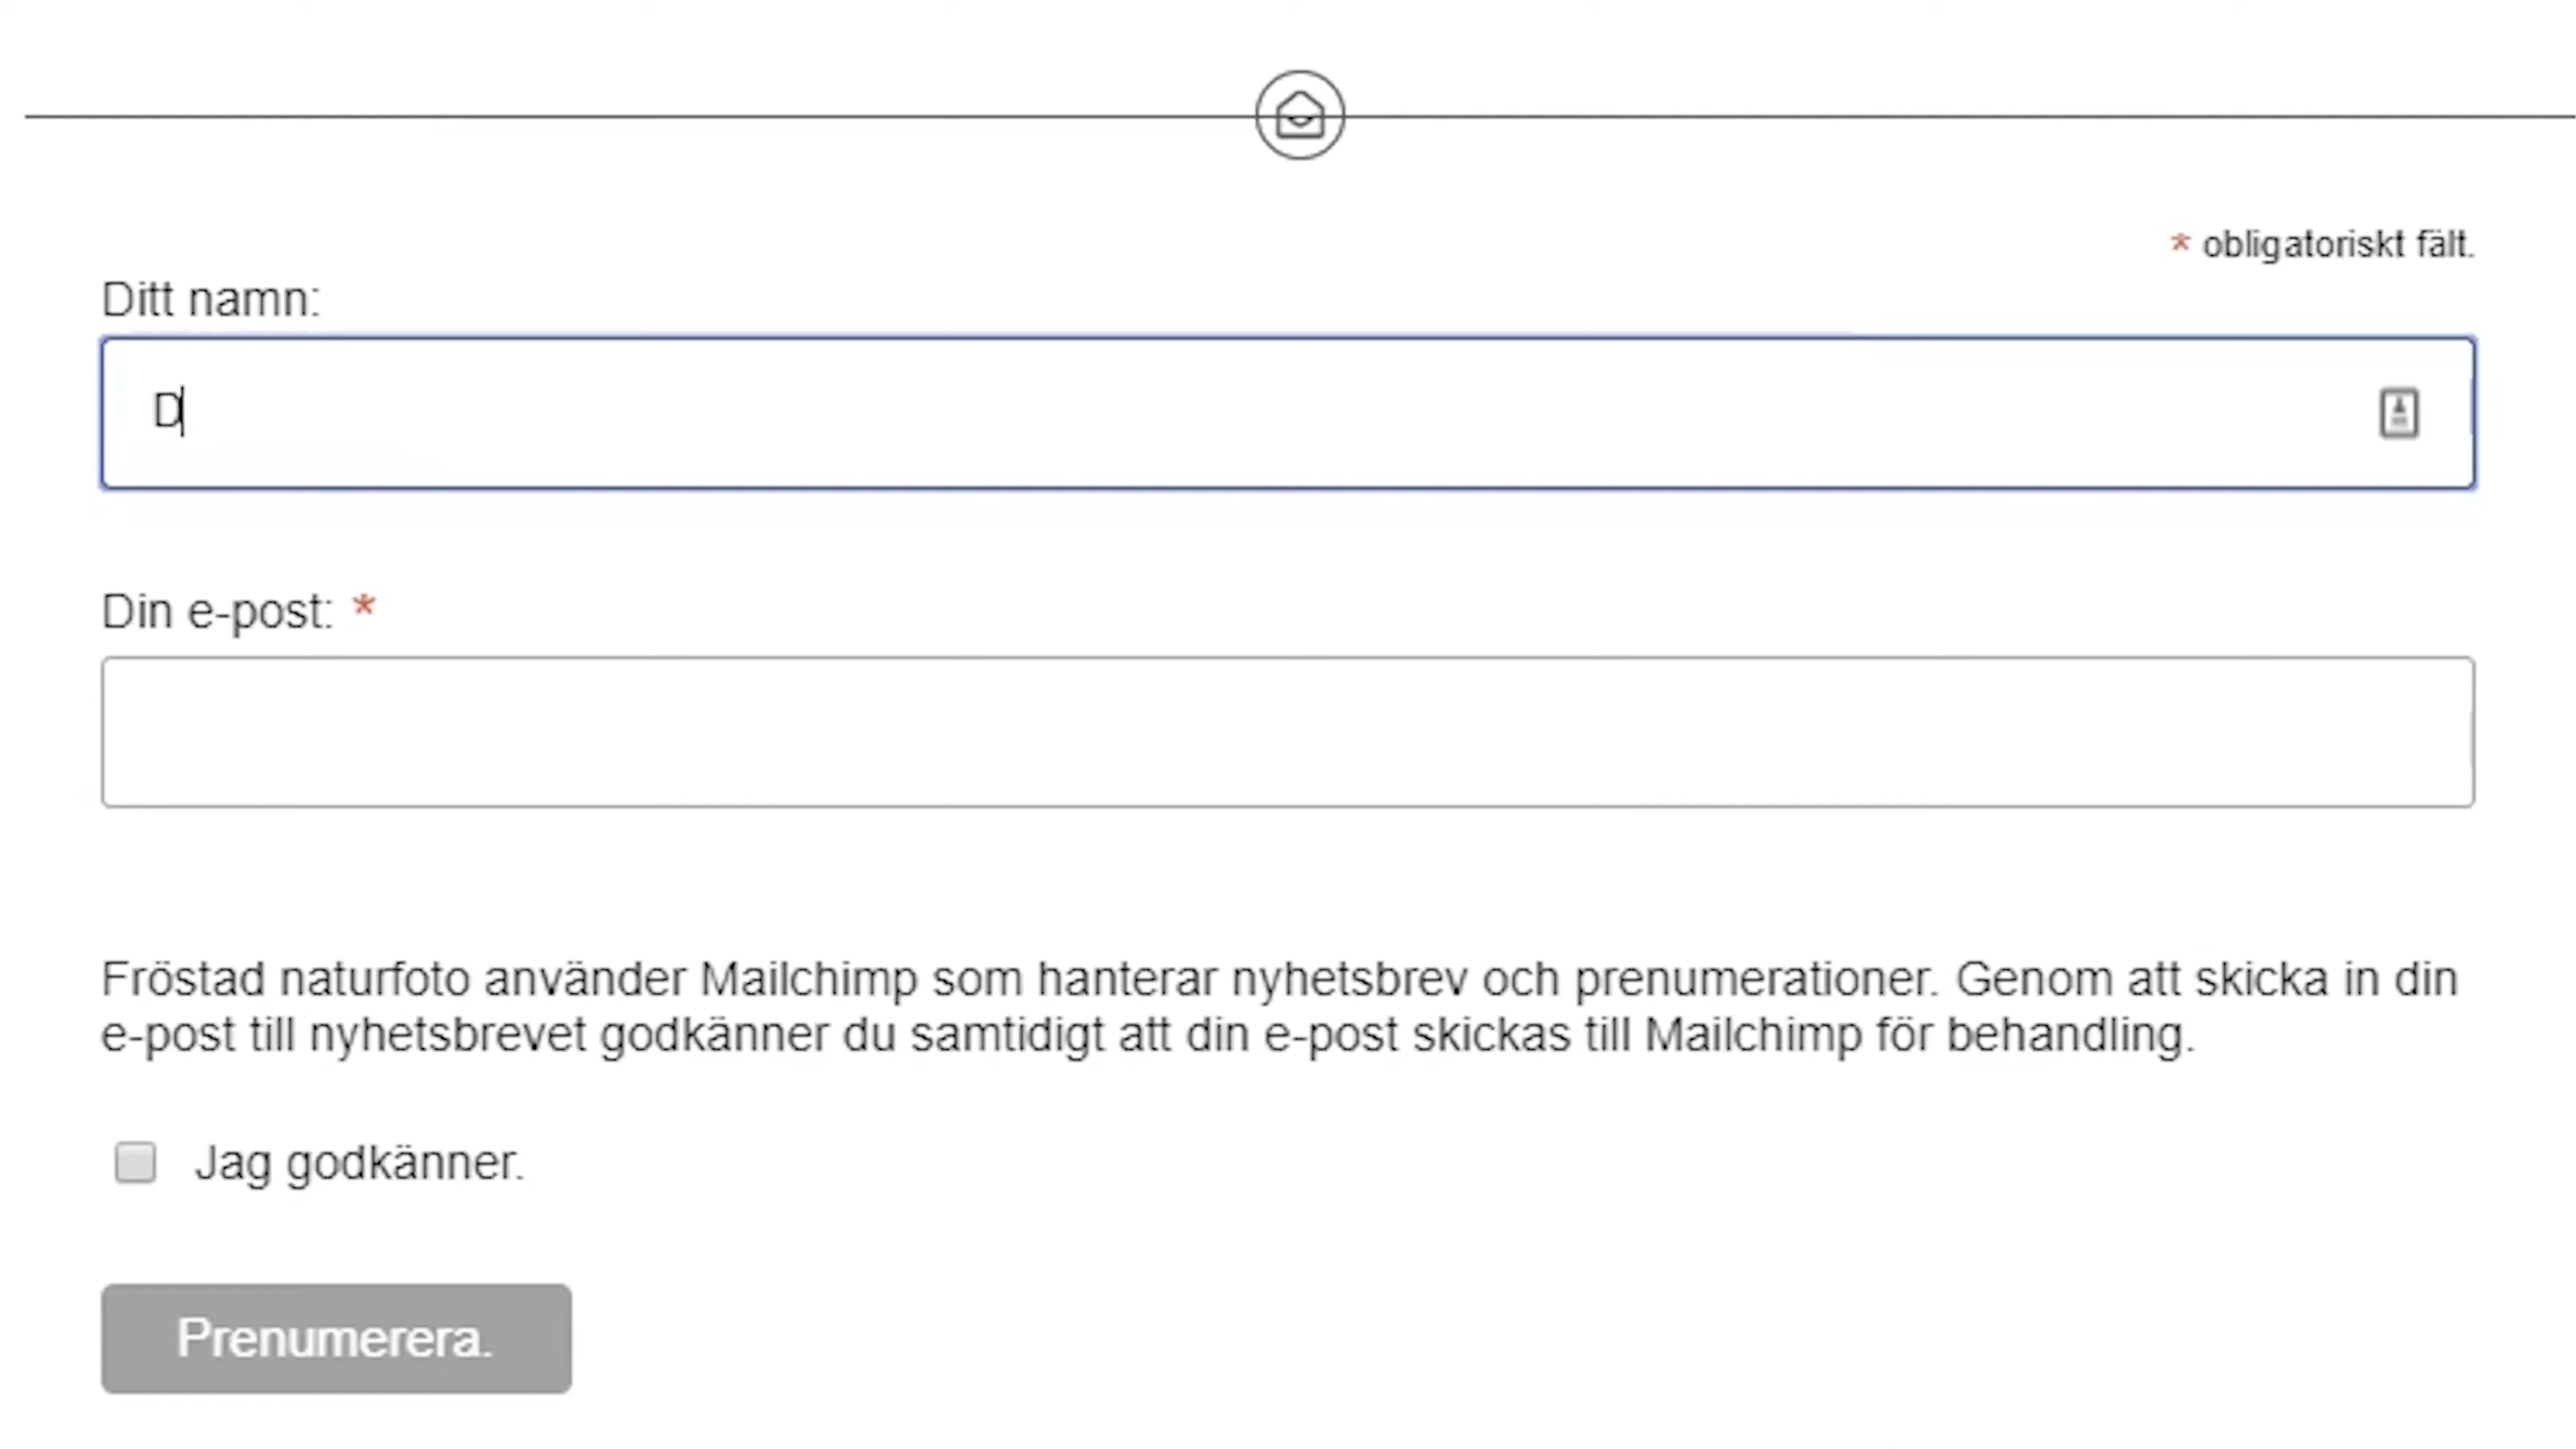 * obligatoriskt fält.
Ditt namn:
D
Din e-post: *
Fröstad naturfoto använder Mailchimp som hanterar nyhetsbrev och prenumerationer. Genom att skicka in din
e-post till nyhetsbrevet godkänner du samtidigt att din e-post skickas till Mailchimp för behandling.
Jag godkänner.
Prenumerera.